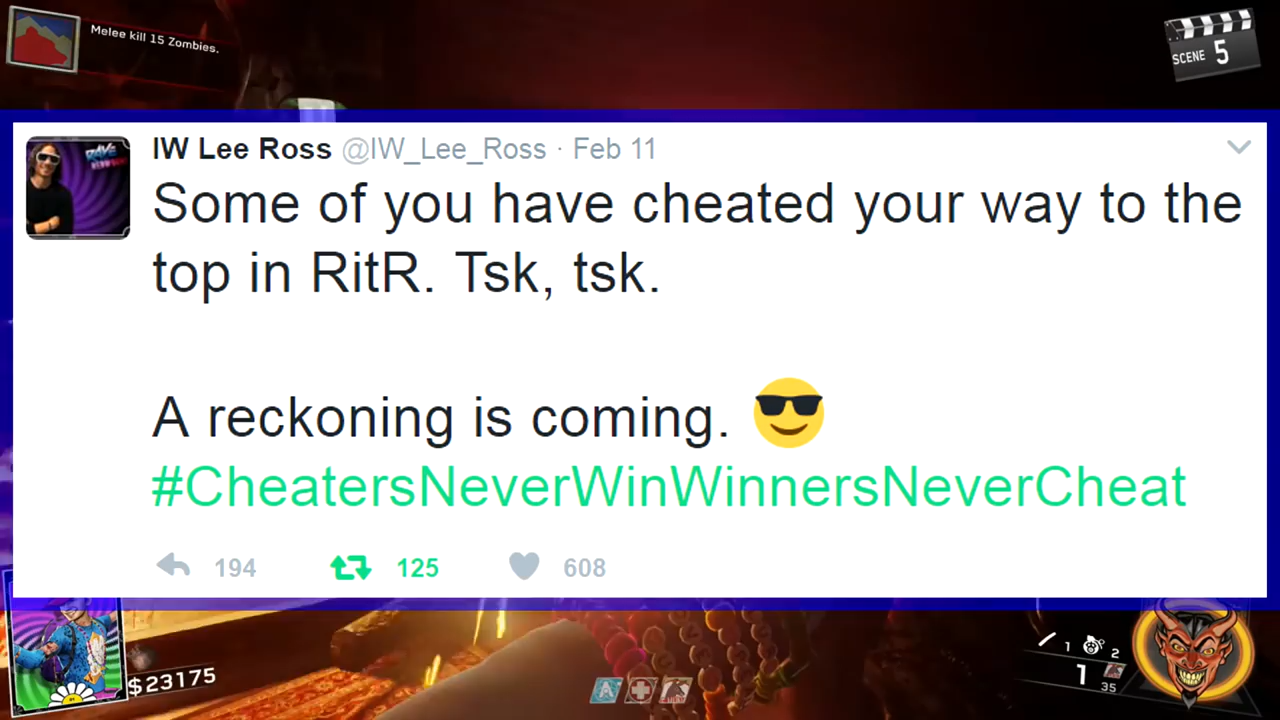 Melee kill 15 Zombies.
SCENE 5
IW Lee Ross @IW_Lee_Ross · Feb 11
Some of you have cheated your way to the
top in RitR. Tsk, tsk.
A reckoning is coming. 😎
#CheatersNeverWinWinnersNeverCheat
194 125 608
$23175
1 2
1
35